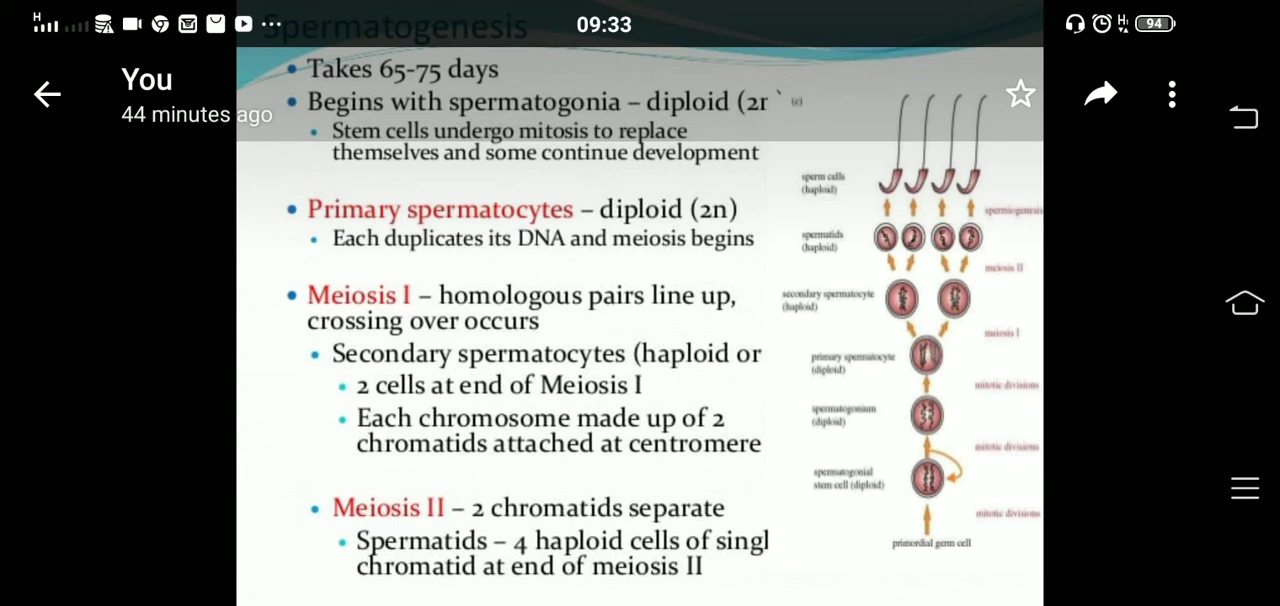 H
09:33
H
94
You
44 minutes ago
Spermatogenesis
Takes 65-75 days
Begins with spermatogonia – diploid (2n
Stem cells undergo mitosis to replace
themselves and some continue development
Primary spermatocytes – diploid (2n)
Each duplicates its DNA and meiosis begins
Meiosis I – homologous pairs line up,
crossing over occurs
Secondary spermatocytes (haploid or
2 cells at end of Meiosis I
Each chromosome made up of 2
chromatids attached at centromere
Meiosis II – 2 chromatids separate
Spermatids – 4 haploid cells of singl
chromatid at end of meiosis II
sperm cells
(haploid)
spermiogenesis
spermatids
(haploid)
meiosis II
secondary spermatocyte
(haploid)
meiosis I
primary spermatocyte
(diploid)
mitotic divisions
spermatogonium
(diploid)
mitotic divisions
spermatogonial
stem cell (diploid)
mitotic divisions
primordial germ cell